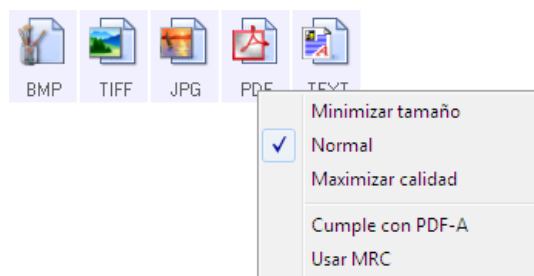 BMP TIFF JPG PDF TEXT
Minimizar tamaño
Normal
Maximizar calidad
Cumple con PDF-A
Usar MRC